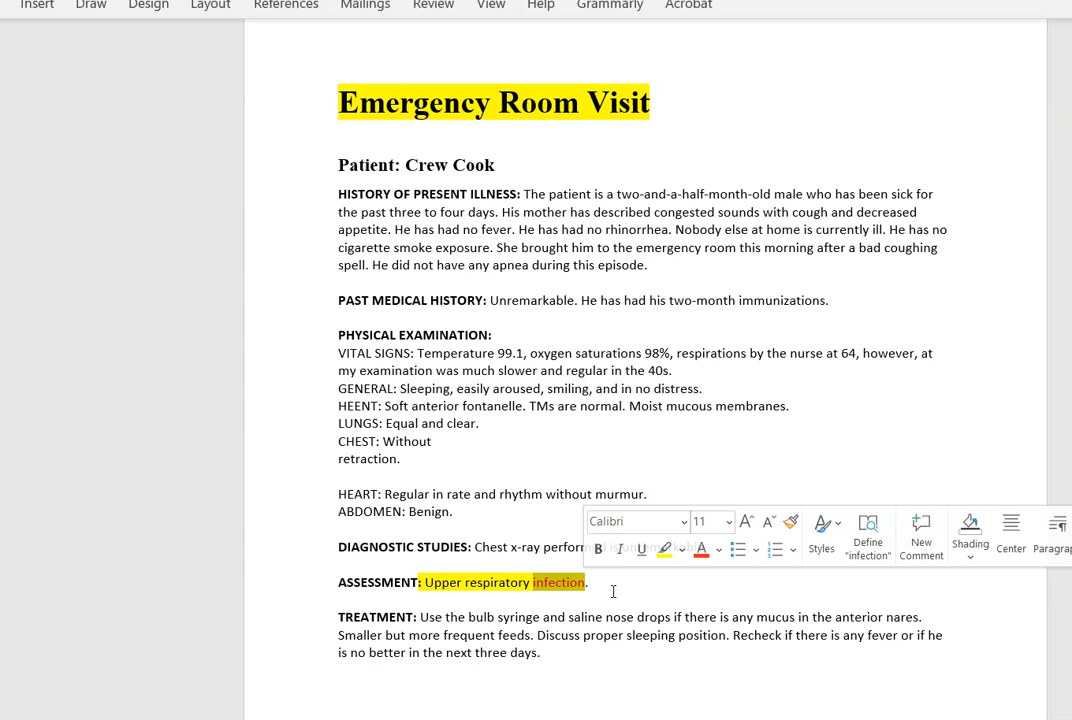 Insert Draw Design Layout References Mailings Review View Help Grammarly Acrobat
Emergency Room Visit
Patient: Crew Cook
HISTORY OF PRESENT ILLNESS: The patient is a two-and-a-half-month-old male who has been sick for
the past three to four days. His mother has described congested sounds with cough and decreased
appetite. He has had no fever. He has had no rhinorrhea. Nobody else at home is currently ill. He has no
cigarette smoke exposure. She brought him to the emergency room this morning after a bad coughing
spell. He did not have any apnea during this episode.
PAST MEDICAL HISTORY: Unremarkable. He has had his two-month immunizations.
PHYSICAL EXAMINATION:
VITAL SIGNS: Temperature 99.1, oxygen saturations 98%, respirations by the nurse at 64, however, at
my examination was much slower and regular in the 40s.
GENERAL: Sleeping, easily aroused, smiling, and in no distress.
HEENT: Soft anterior fontanelle. TMs are normal. Moist mucous membranes.
LUNGS: Equal and clear.
CHEST: Without
retraction.
HEART: Regular in rate and rhythm without murmur.
ABDOMEN: Benign.
Calibri 11
DIAGNOSTIC STUDIES: Chest x-ray performed is
B I U A Styles Define "infection" New Comment Shading Center Paragrap
ASSESSMENT: Upper respiratory infection.
TREATMENT: Use the bulb syringe and saline nose drops if there is any mucus in the anterior nares.
Smaller but more frequent feeds. Discuss proper sleeping position. Recheck if there is any fever or if he
is no better in the next three days.